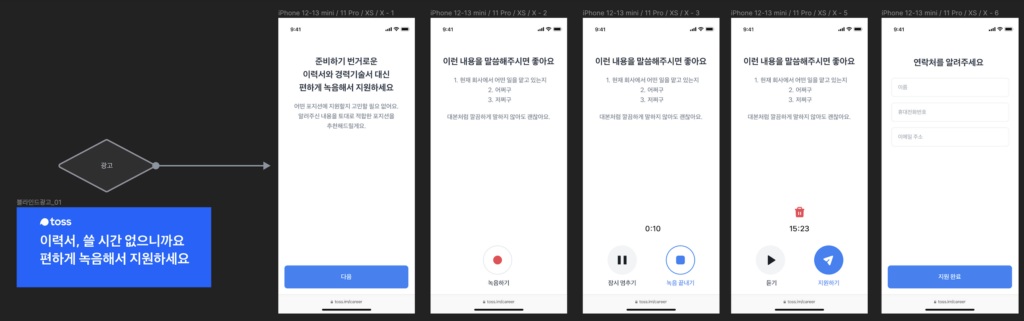 광고
블라인드광고_01
toss
이력서, 쓸 시간 없으니까요
편하게 녹음해서 지원하세요
iPhone 12-13 mini / 11 Pro / XS / X - 1
9:41
준비하기 번거로운
이력서와 경력기술서 대신
편하게 녹음해서 지원하세요
어떤 포지션에 지원할지 고민할 필요 없어요.
말려주신 내용을 토대로 적합한 포지션을
추천해드릴게요.
다음
toss.im/career
iPhone 12-13 mini / 11 Pro / XS / X - 2
9:41
이런 내용을 말씀해주시면 좋아요
1. 현재 회사에서 어떤 일을 맡고 있는지
2. 어쩌구
3. 저쩌구
대본처럼 깔끔하게 말하지 않아도 괜찮아요.
녹음하기
toss.im/career
iPhone 12-13 mini / 11 Pro / XS / X - 3
9:41
이런 내용을 말씀해주시면 좋아요
1. 현재 회사에서 어떤 일을 맡고 있는지
2. 어쩌구
3. 저쩌구
대본처럼 깔끔하게 말하지 않아도 괜찮아요.
0:10
잠시 멈추기
녹음 끝내기
toss.im/career
iPhone 12-13 mini / 11 Pro / XS / X - 5
9:41
이런 내용을 말씀해주시면 좋아요
1. 현재 회사에서 어떤 일을 맡고 있는지
2. 어쩌구
3. 저쩌구
대본처럼 깔끔하게 말하지 않아도 괜찮아요.
15:23
듣기
지원하기
toss.im/career
iPhone 12-13 mini / 11 Pro / XS / X - 6
9:41
연락처를 알려주세요
이름
휴대전화번호
이메일 주소
지원 완료
toss.im/career